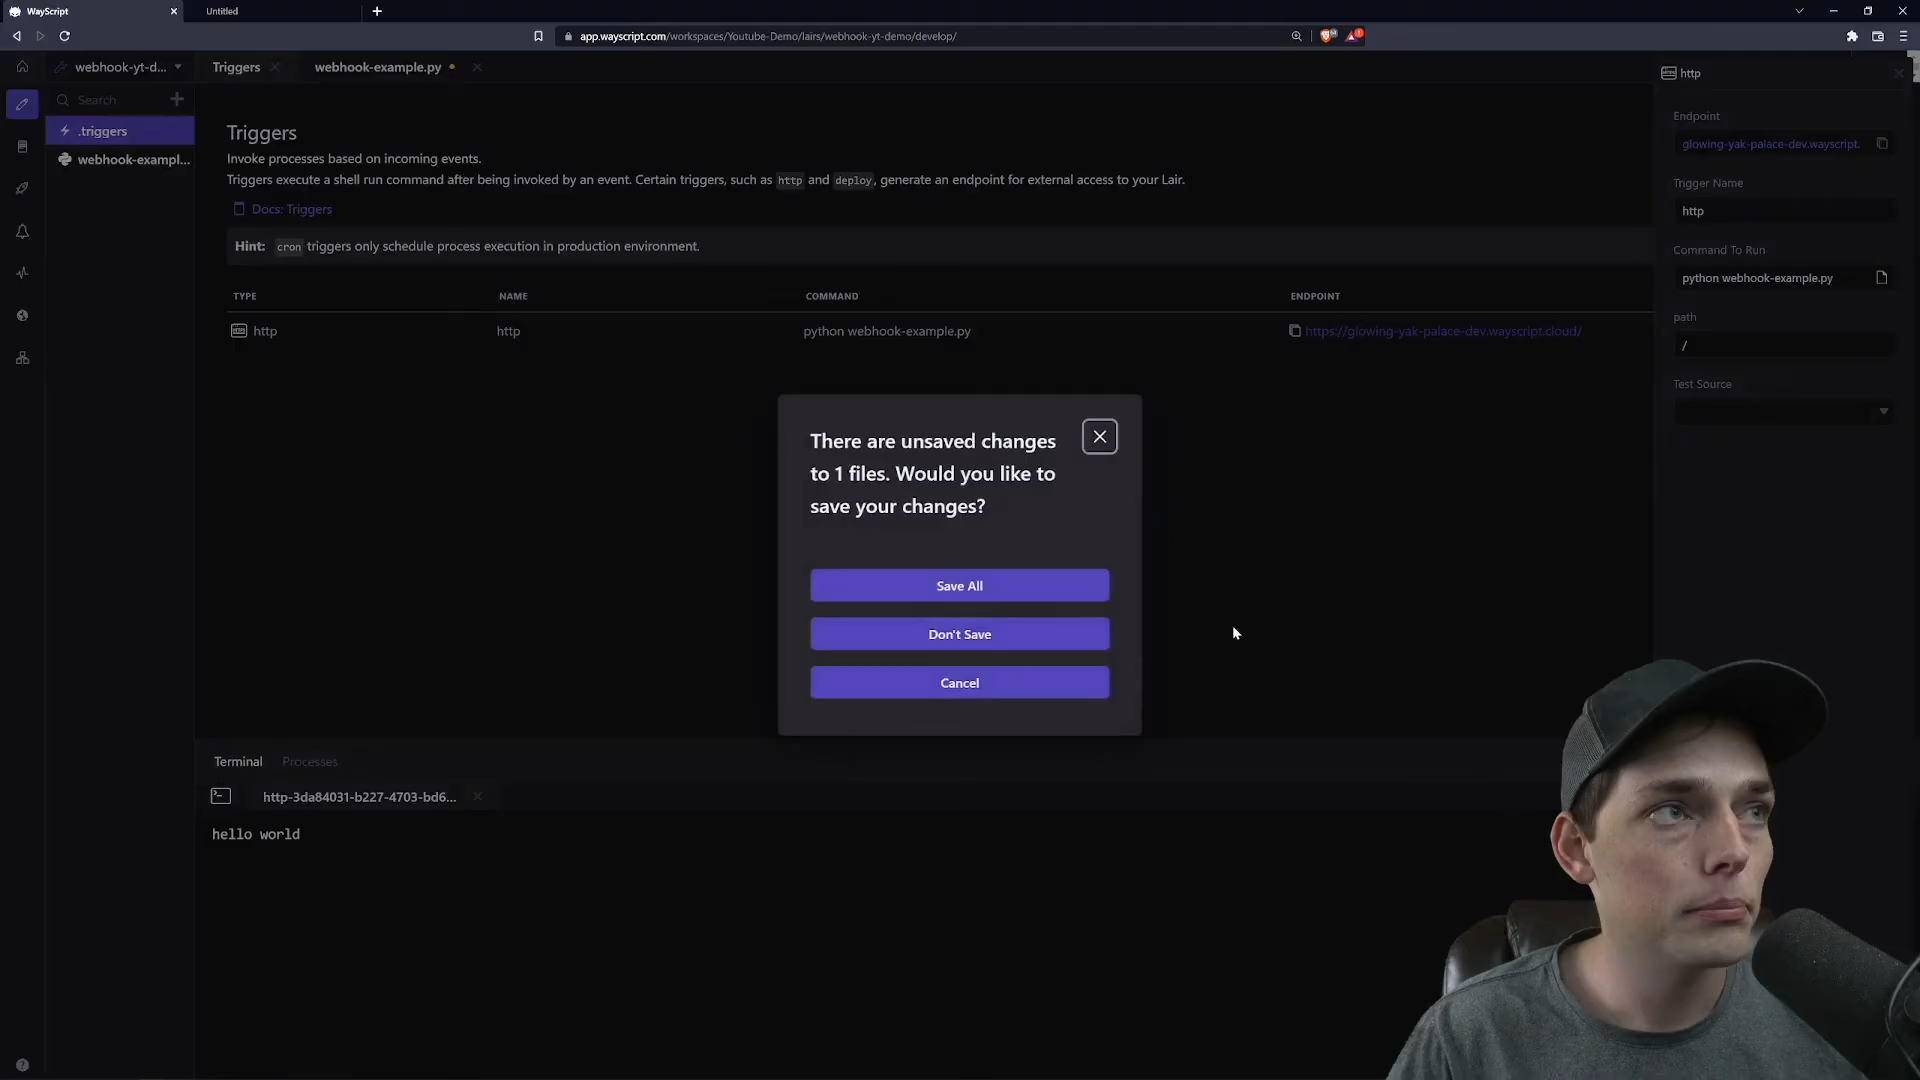 WayScript
Untitled
app.wayscript.com/workspaces/Youtube-Demo/lairs/webhook-yt-demo/develop/
webhook-yt-d...
Triggers
webhook-example.py
http
Search
.triggers
webhook-exampl...
Triggers
Invoke processes based on incoming events.
Triggers execute a shell run command after being invoked by an event. Certain triggers, such as http and deploy, generate an endpoint for external access to your Lair.
Docs: Triggers
Hint: cron triggers only schedule process execution in production environment.
TYPE NAME COMMAND ENDPOINT
http http python webhook-example.py https://glowing-yak-palace-dev.wayscript.cloud/
Endpoint
glowing-yak-palace-dev.wayscript.
Trigger Name
http
Command To Run
python webhook-example.py
path
/
Test Source
There are unsaved changes
to 1 files. Would you like to
save your changes?
Save All
Don't Save
Cancel
Terminal Processes
http-3da84031-b227-4703-bd6...
hello world